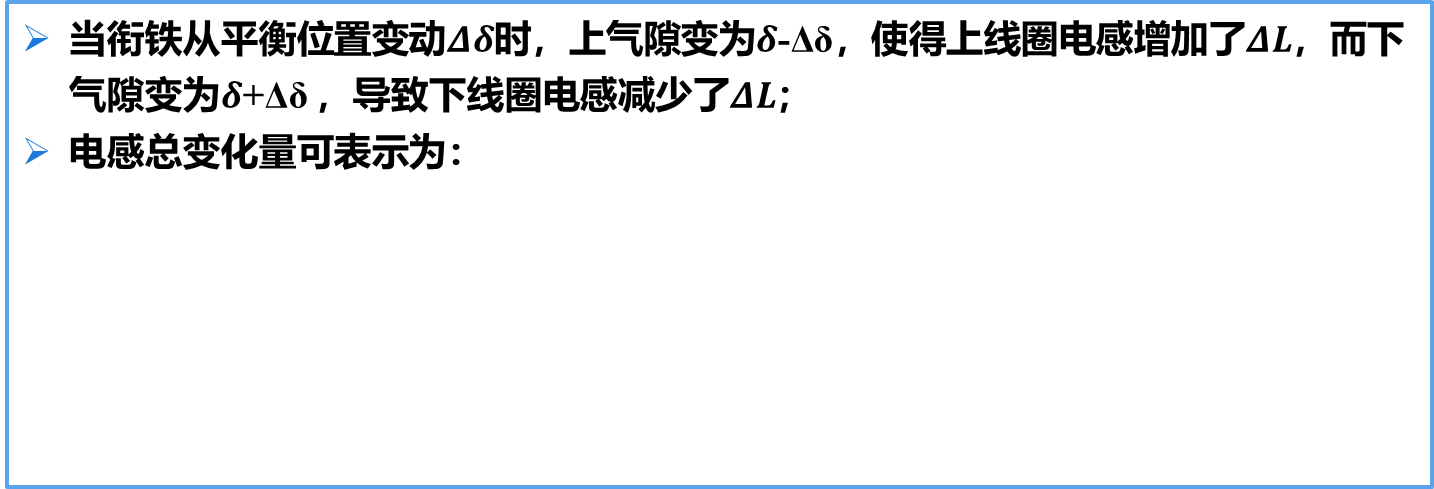 ➢ 当衔铁从平衡位置变动Δδ时，上气隙变为δ-Δδ，使得上线圈电感增加了ΔL，而下
气隙变为δ+Δδ ，导致下线圈电感减少了ΔL；
➢ 电感总变化量可表示为：